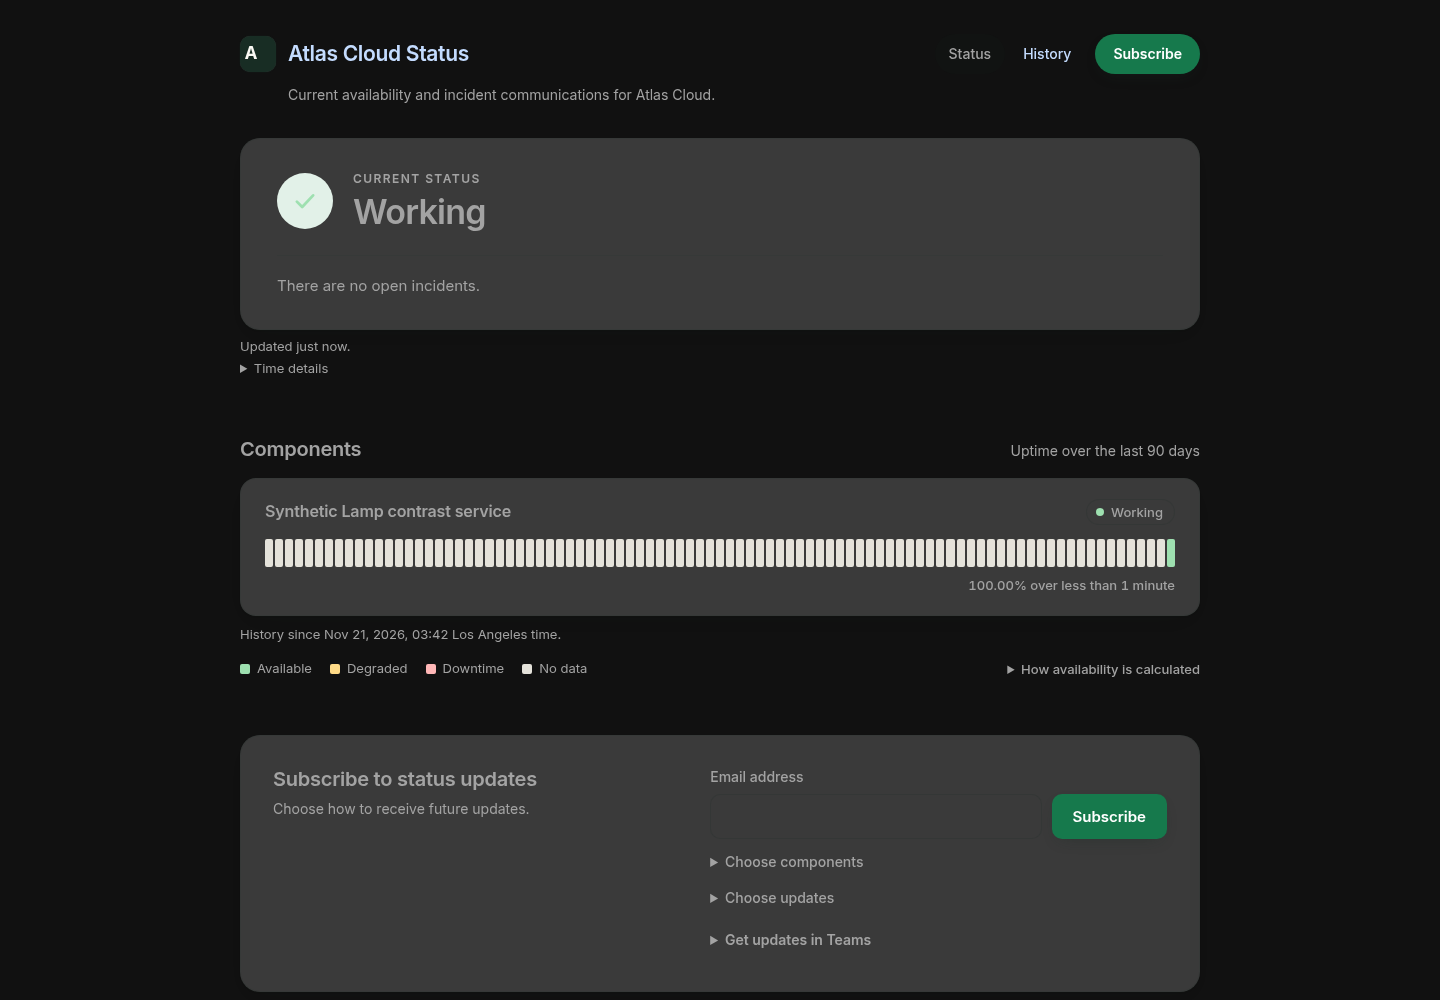 A
Atlas Cloud Status
Status
History
Subscribe
Current availability and incident communications for Atlas Cloud.
CURRENT STATUS
Working
There are no open incidents.
Updated just now.
Time details
Components
Uptime over the last 90 days
Synthetic Lamp contrast service
Working
100.00% over less than 1 minute
History since Nov 21, 2026, 03:42 Los Angeles time.
Available
Degraded
Downtime
No data
How availability is calculated
Subscribe to status updates
Choose how to receive future updates.
Email address
Subscribe
Choose components
Choose updates
Get updates in Teams